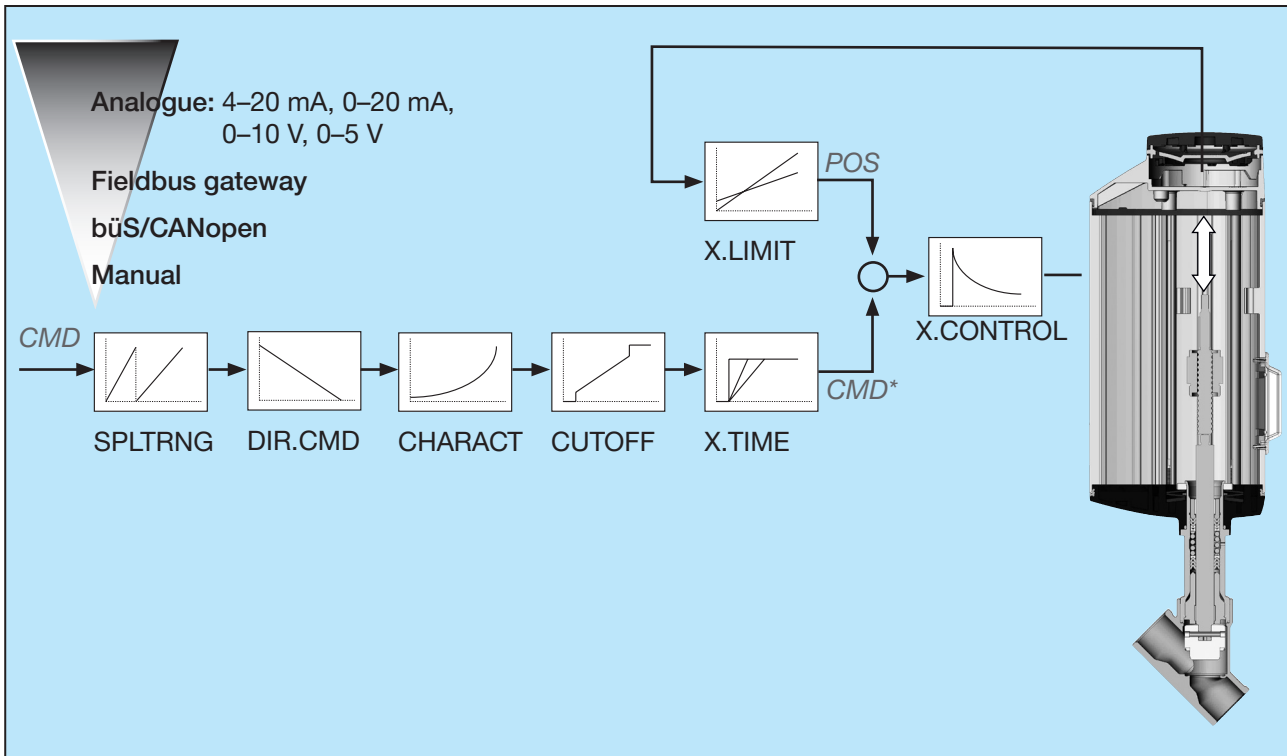 Analogue: 4–20 mA, 0–20 mA,
0–10 V, 0–5 V
Fieldbus gateway
büS/CANopen
Manual
POS
X.LIMIT
X.CONTROL
CMD
CMD*
SPLTRNG
DIR.CMD
CHARACT
CUTOFF
X.TIME